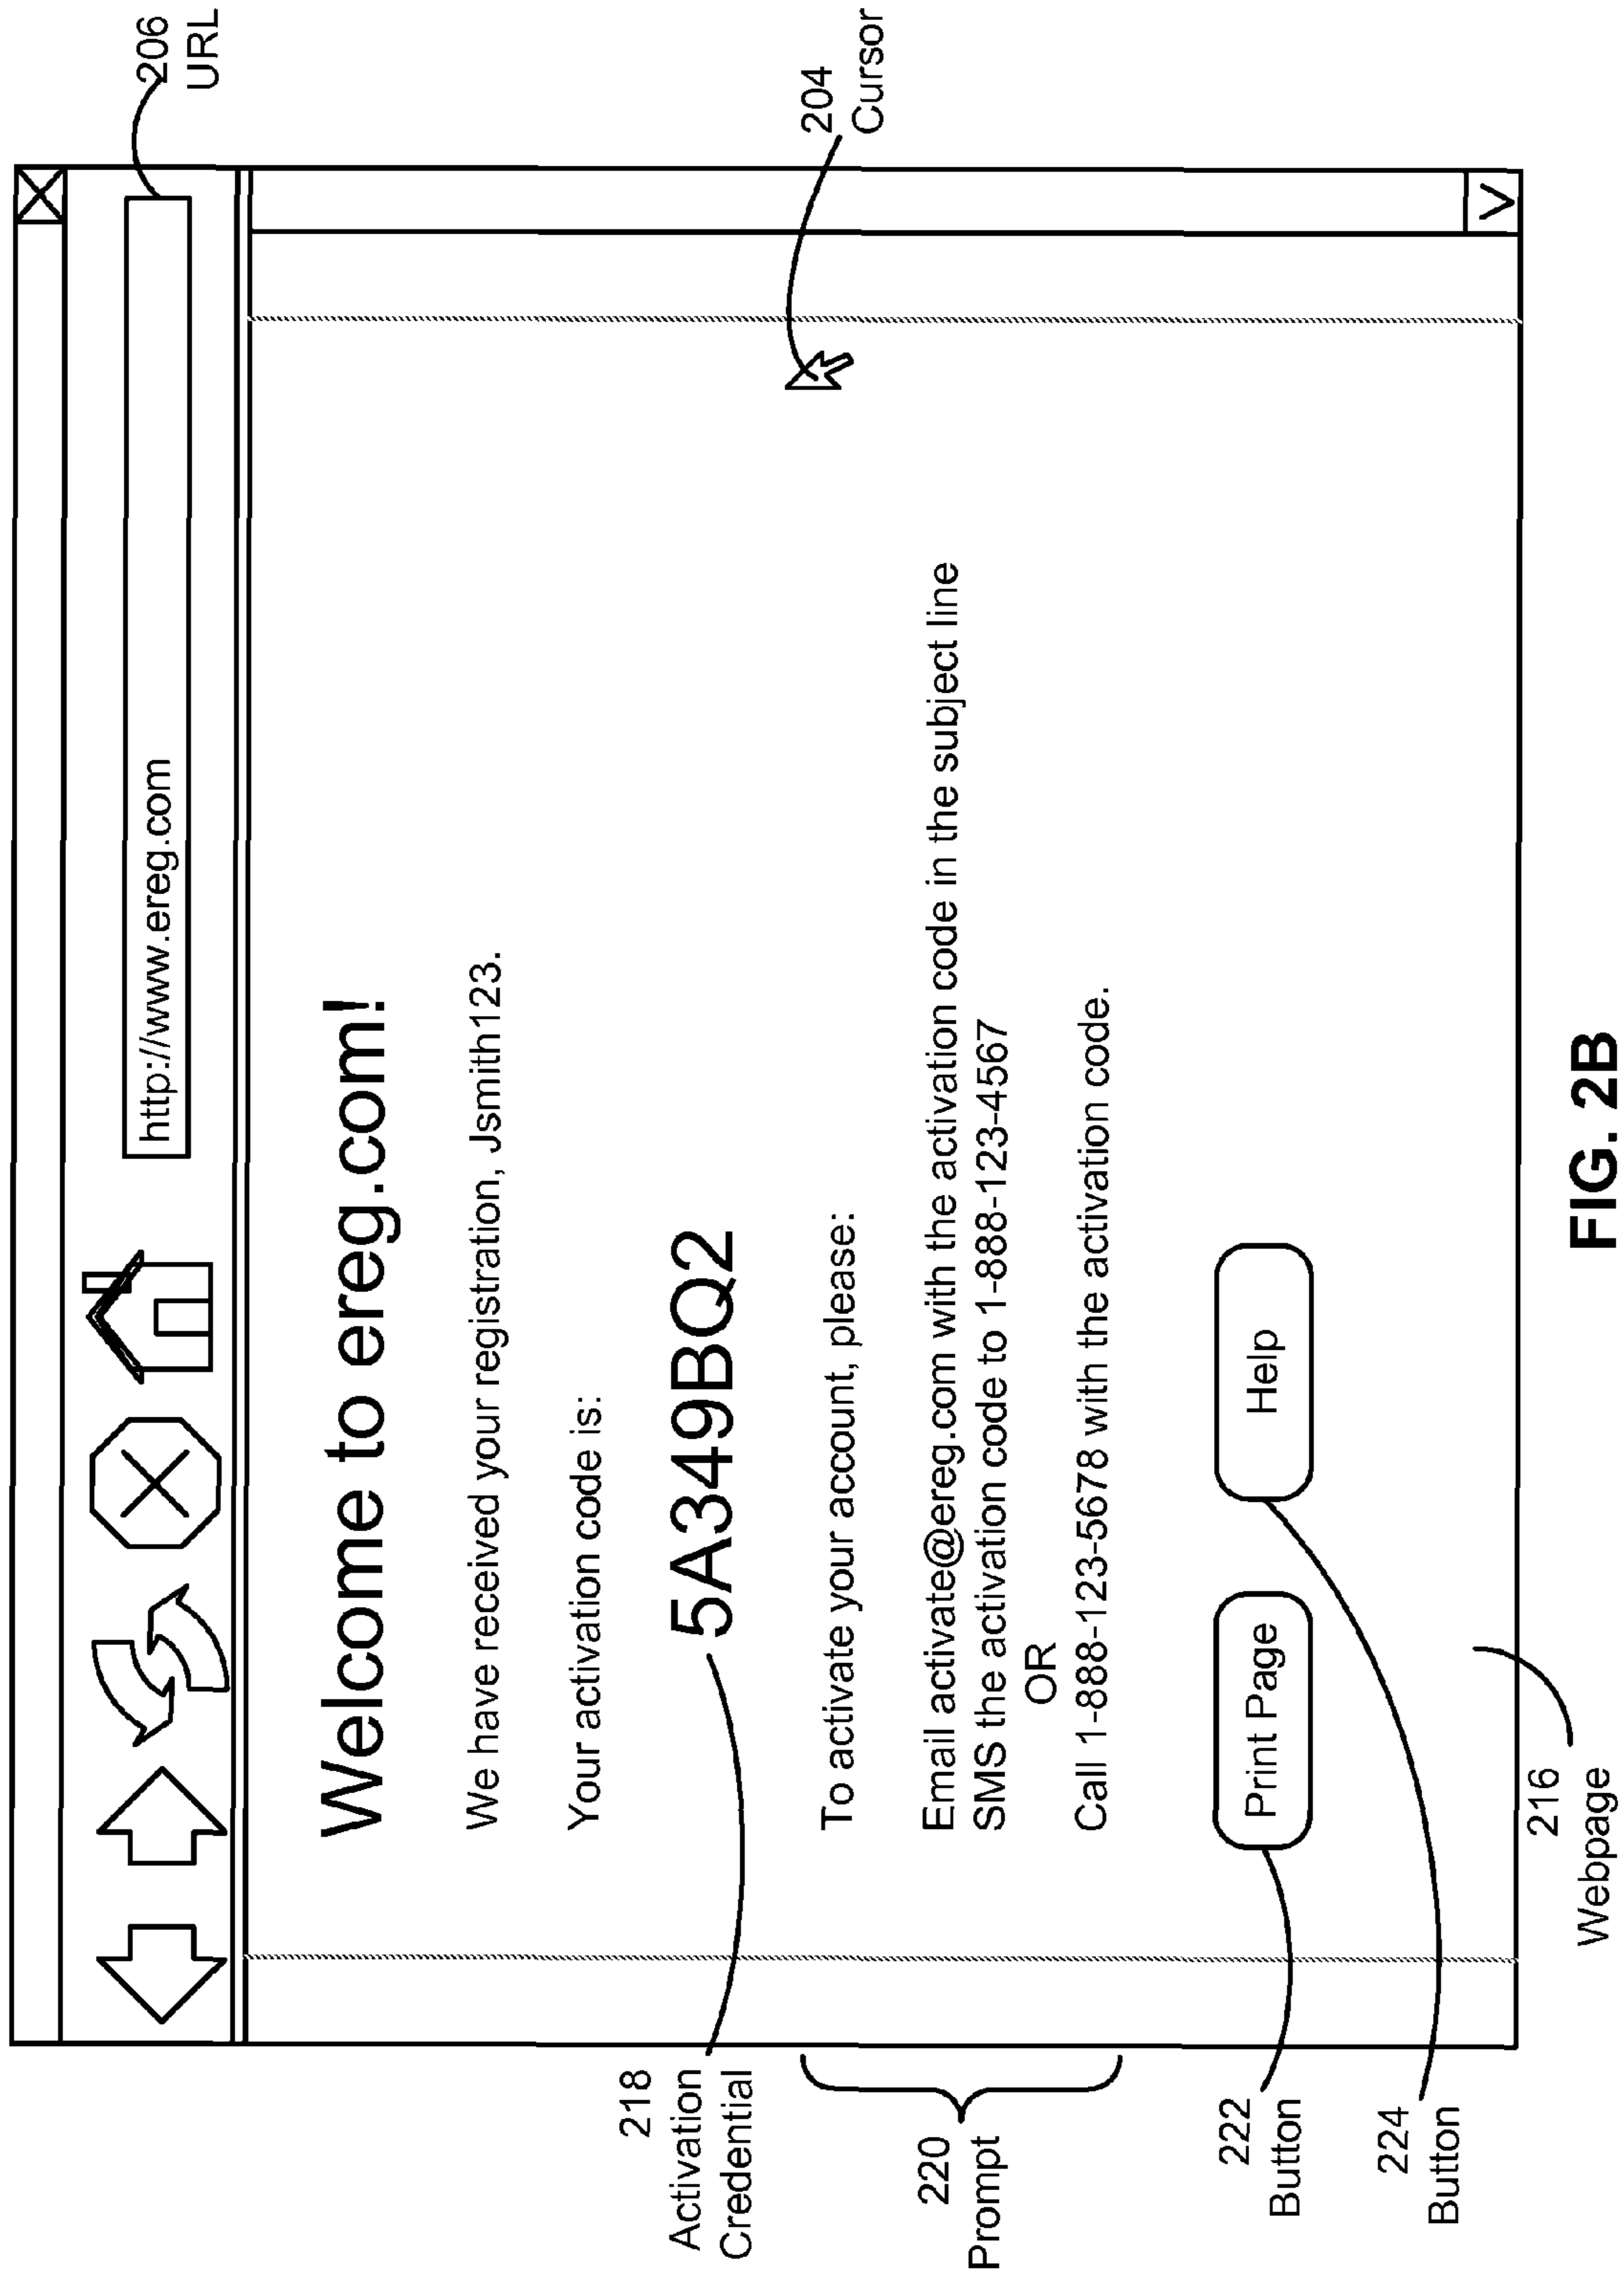 http://www.ereg.com
206
URL
Welcome to ereg.com!
We have received your registration, Jsmith123.
Your activation code is:
218
Activation
Credential
5A349BQ2
204
Cursor
To activate your account, please:
220
Prompt
Email activate@ereg.com with the activation code in the subject line
SMS the activation code to 1-888-123-4567
OR
Call 1-888-123-5678 with the activation code.
222
Button
Print Page
Help
224
Button
216
Webpage
FIG. 2B